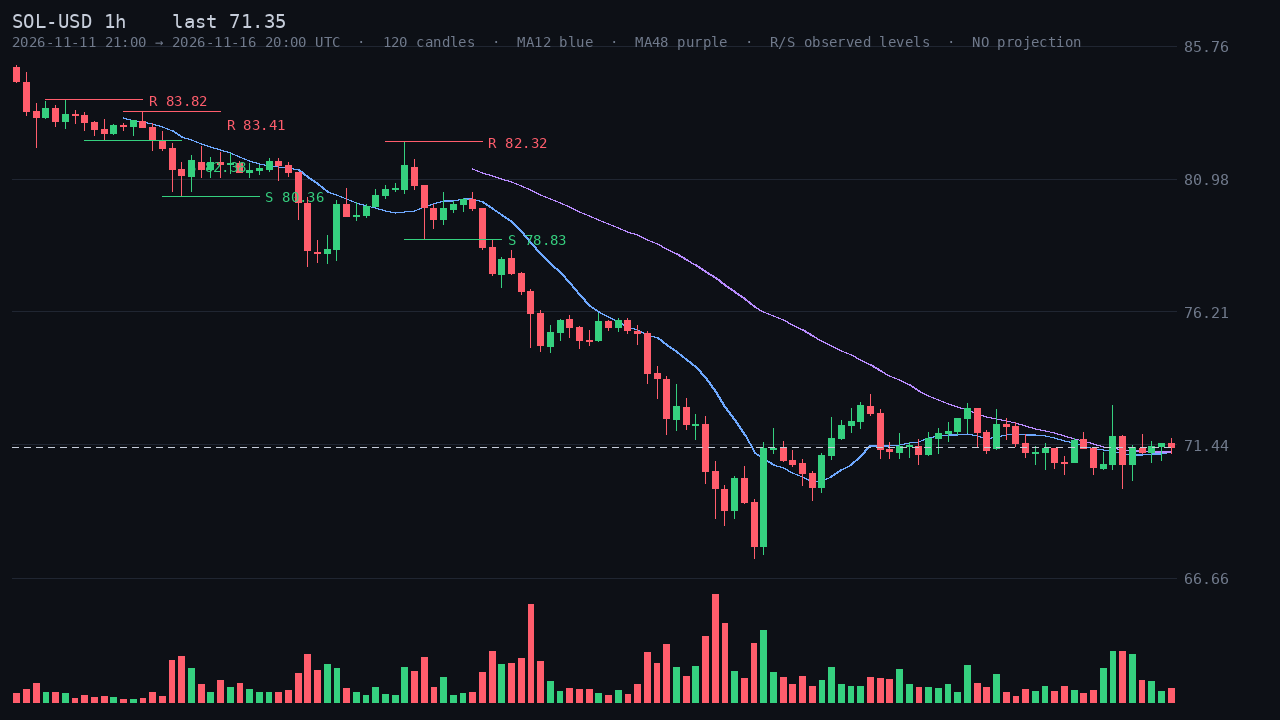 SOL-USD 1h    last 71.35
2026-11-11 21:00 → 2026-11-16 20:00 UTC  ·  120 candles  ·  MA12 blue  ·  MA48 purple  ·  R/S observed levels  ·  NO projection
85.76
R 83.82
R 83.41
R 82.32
80.98
S 80.36
S 78.83
76.21
71.44
66.66